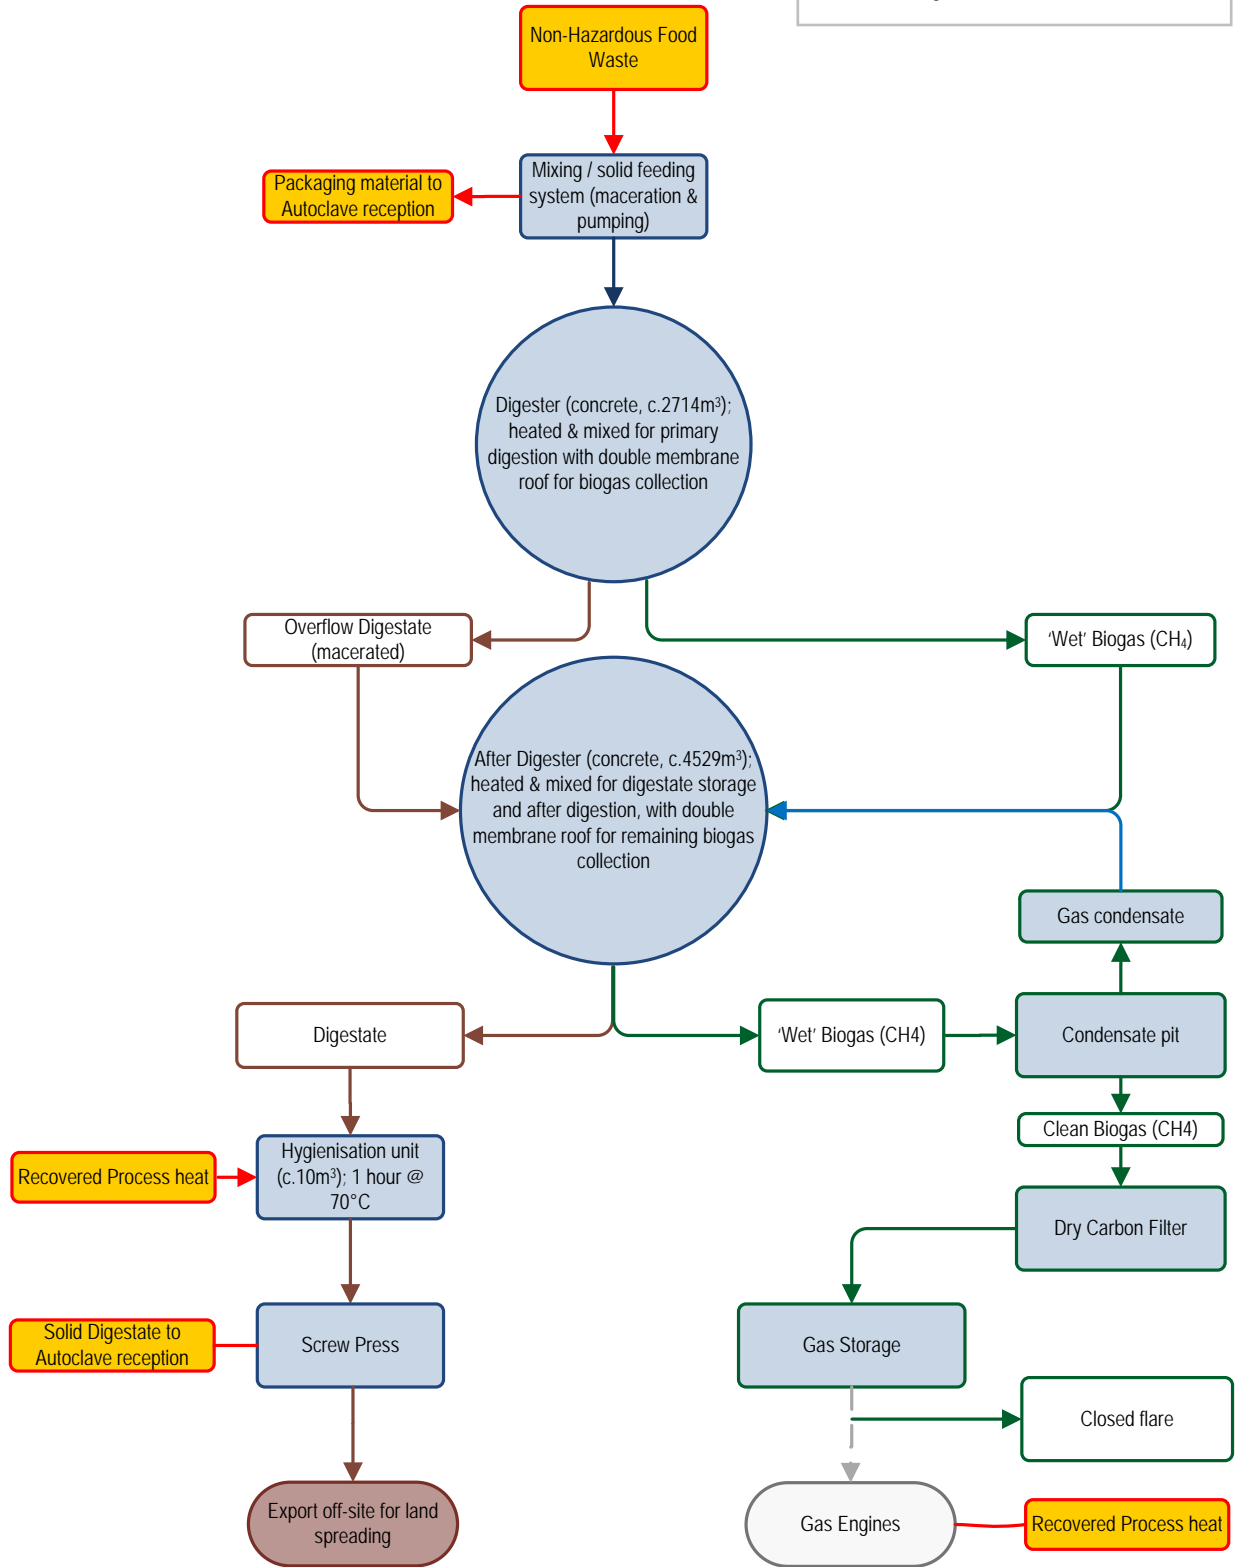 Non-Hazardous Food
Waste
Packaging material to
Autoclave reception
Mixing / solid feeding
system (maceration &
pumping)
Digester (concrete, c.2714m³);
heated & mixed for primary
digestion with double membrane
roof for biogas collection
Overflow Digestate
(macerated)
'Wet' Biogas (CH₄)
After Digester (concrete, c.4529m³);
heated & mixed for digestate storage
and after digestion, with double
membrane roof for remaining biogas
collection
Gas condensate
Digestate
'Wet' Biogas (CH4)
Condensate pit
Clean Biogas (CH4)
Recovered Process heat
Hygienisation unit
(c.10m³); 1 hour @
70°C
Dry Carbon Filter
Solid Digestate to
Autoclave reception
Screw Press
Gas Storage
Closed flare
Export off-site for land
spreading
Gas Engines
Recovered Process heat